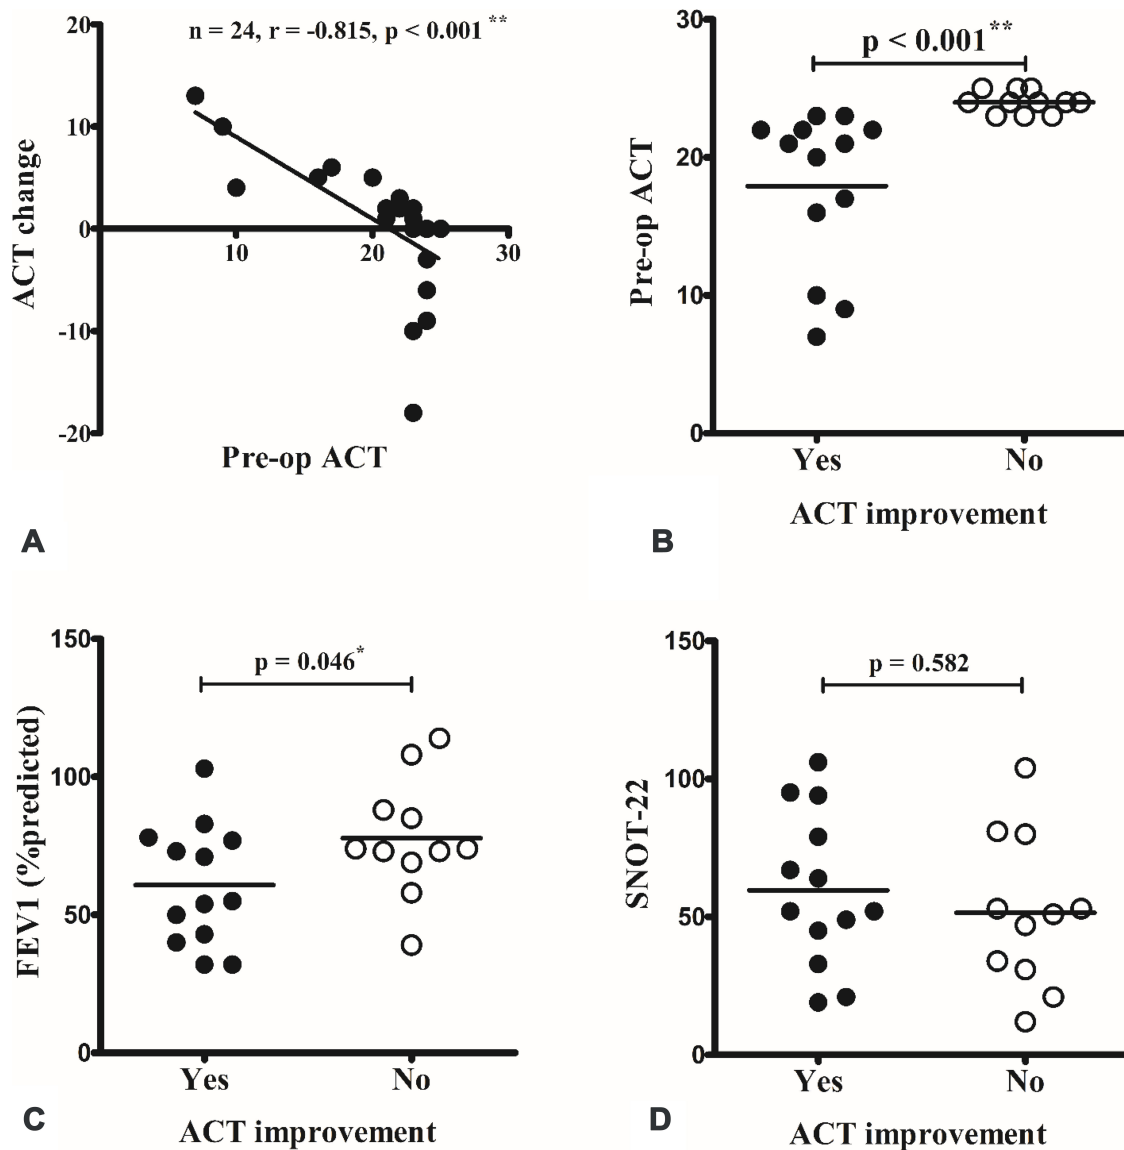 n = 24, r = -0.815, p < 0.001**
20
10
0
-10
-20
10
20
30
ACT change
Pre-op ACT
A
p < 0.001**
30
20
10
0
Pre-op ACT
Yes
No
ACT improvement
B
p = 0.046*
150
100
50
0
FEV1 (%predicted)
Yes
No
ACT improvement
C
p = 0.582
150
100
50
0
SNOT-22
Yes
No
ACT improvement
D